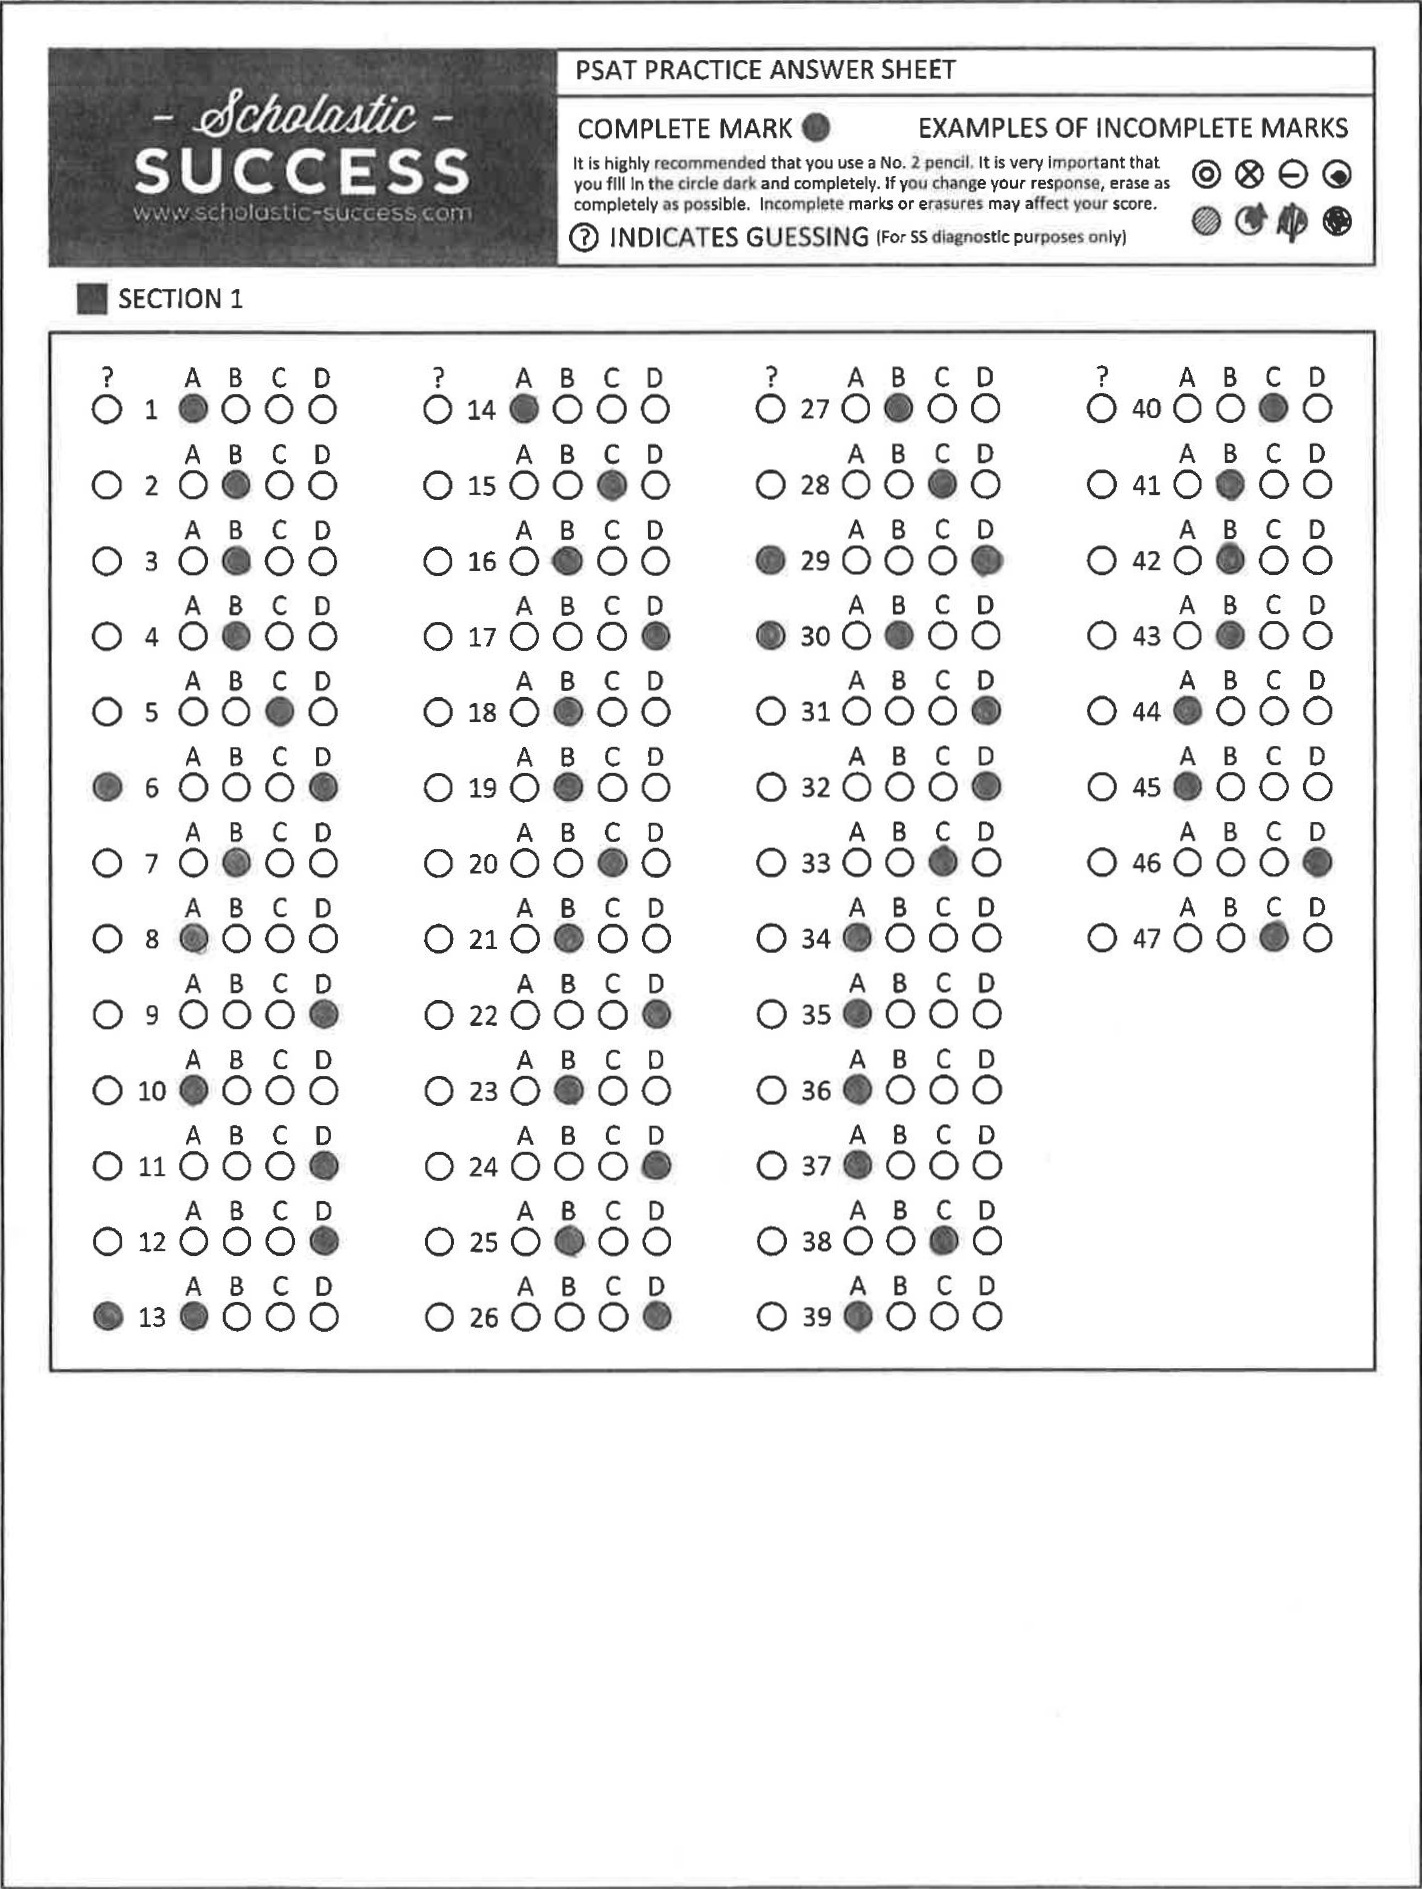 - Scholastic -
SUCCESS
www.scholastic-success.com
PSAT PRACTICE ANSWER SHEET
COMPLETE MARK
EXAMPLES OF INCOMPLETE MARKS
It is highly recommended that you use a No. 2 pencil. It is very important that
you fill in the circle dark and completely. If you change your response, erase as
completely as possible. Incomplete marks or erasures may affect your score.
? INDICATES GUESSING (For SS diagnostic purposes only)
SECTION 1
? A B C D
1
A B C D
2
A B C D
3
A B C D
4
A B C D
5
A B C D
6
A B C D
7
A B C D
8
A B C D
9
A B C D
10
A B C D
11
A B C D
12
A B C D
13
? A B C D
14
A B C D
15
A B C D
16
A B C D
17
A B C D
18
A B C D
19
A B C D
20
A B C D
21
A B C D
22
A B C D
23
A B C D
24
A B C D
25
A B C D
26
? A B C D
27
A B C D
28
A B C D
29
A B C D
30
A B C D
31
A B C D
32
A B C D
33
A B C D
34
A B C D
35
A B C D
36
A B C D
37
A B C D
38
A B C D
39
? A B C D
40
A B C D
41
A B C D
42
A B C D
43
A B C D
44
A B C D
45
A B C D
46
A B C D
47